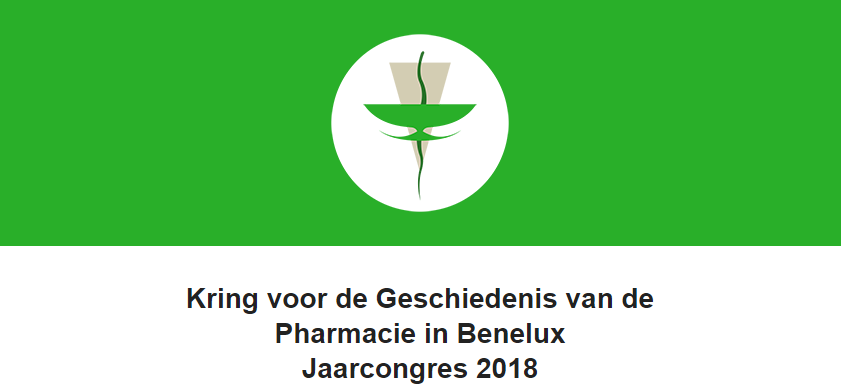 Kring voor de Geschiedenis van de
Pharmacie in Benelux
Jaarcongres 2018